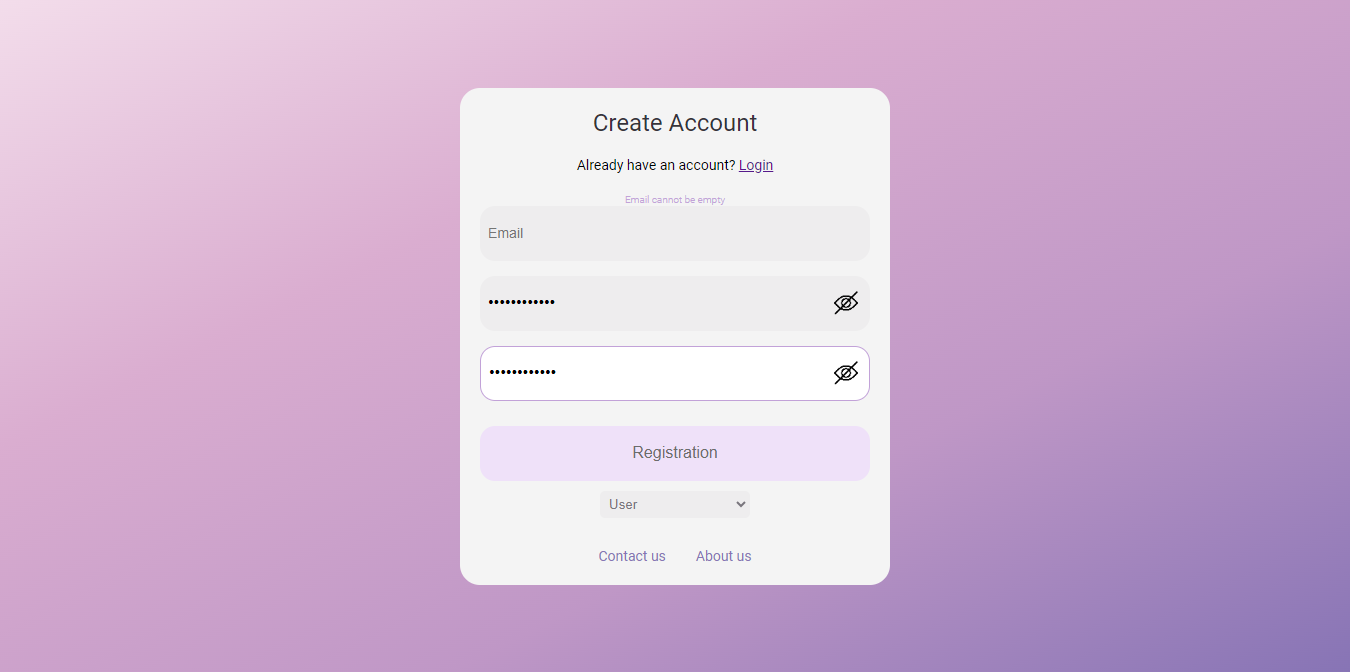 Create Account
Already have an account? Login
Email cannot be empty
Email
••••••••••••
••••••••••••
Registration
User
Contact us About us